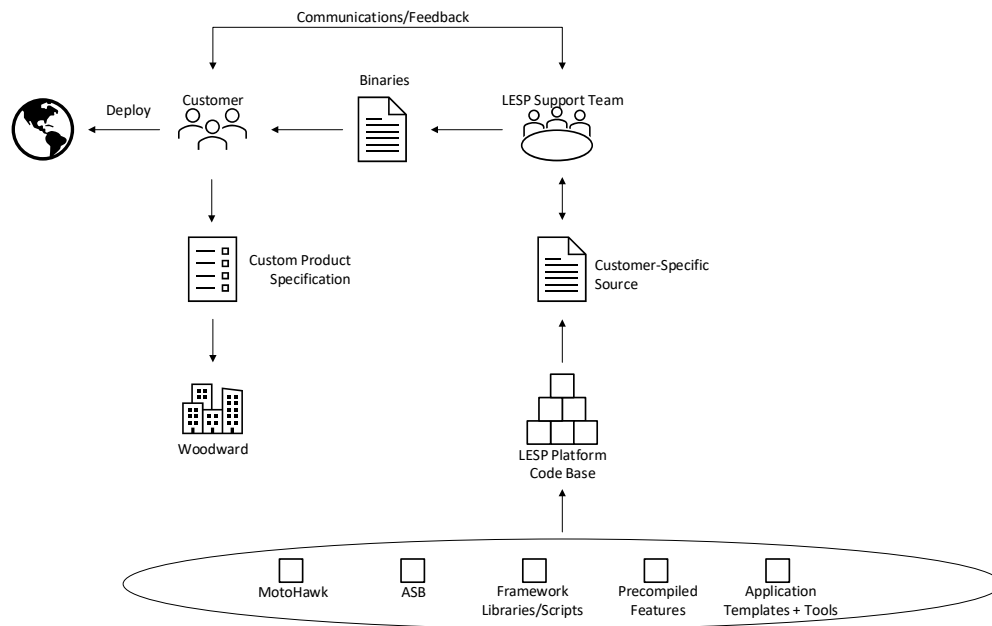 Communications/Feedback
Binaries
Deploy
Customer
LESP Support Team
Custom Product
Specification
Customer-Specific
Source
Woodward
LESP Platform
Code Base
MotoHawk
ASB
Framework
Libraries/Scripts
Precompiled
Features
Application
Templates + Tools